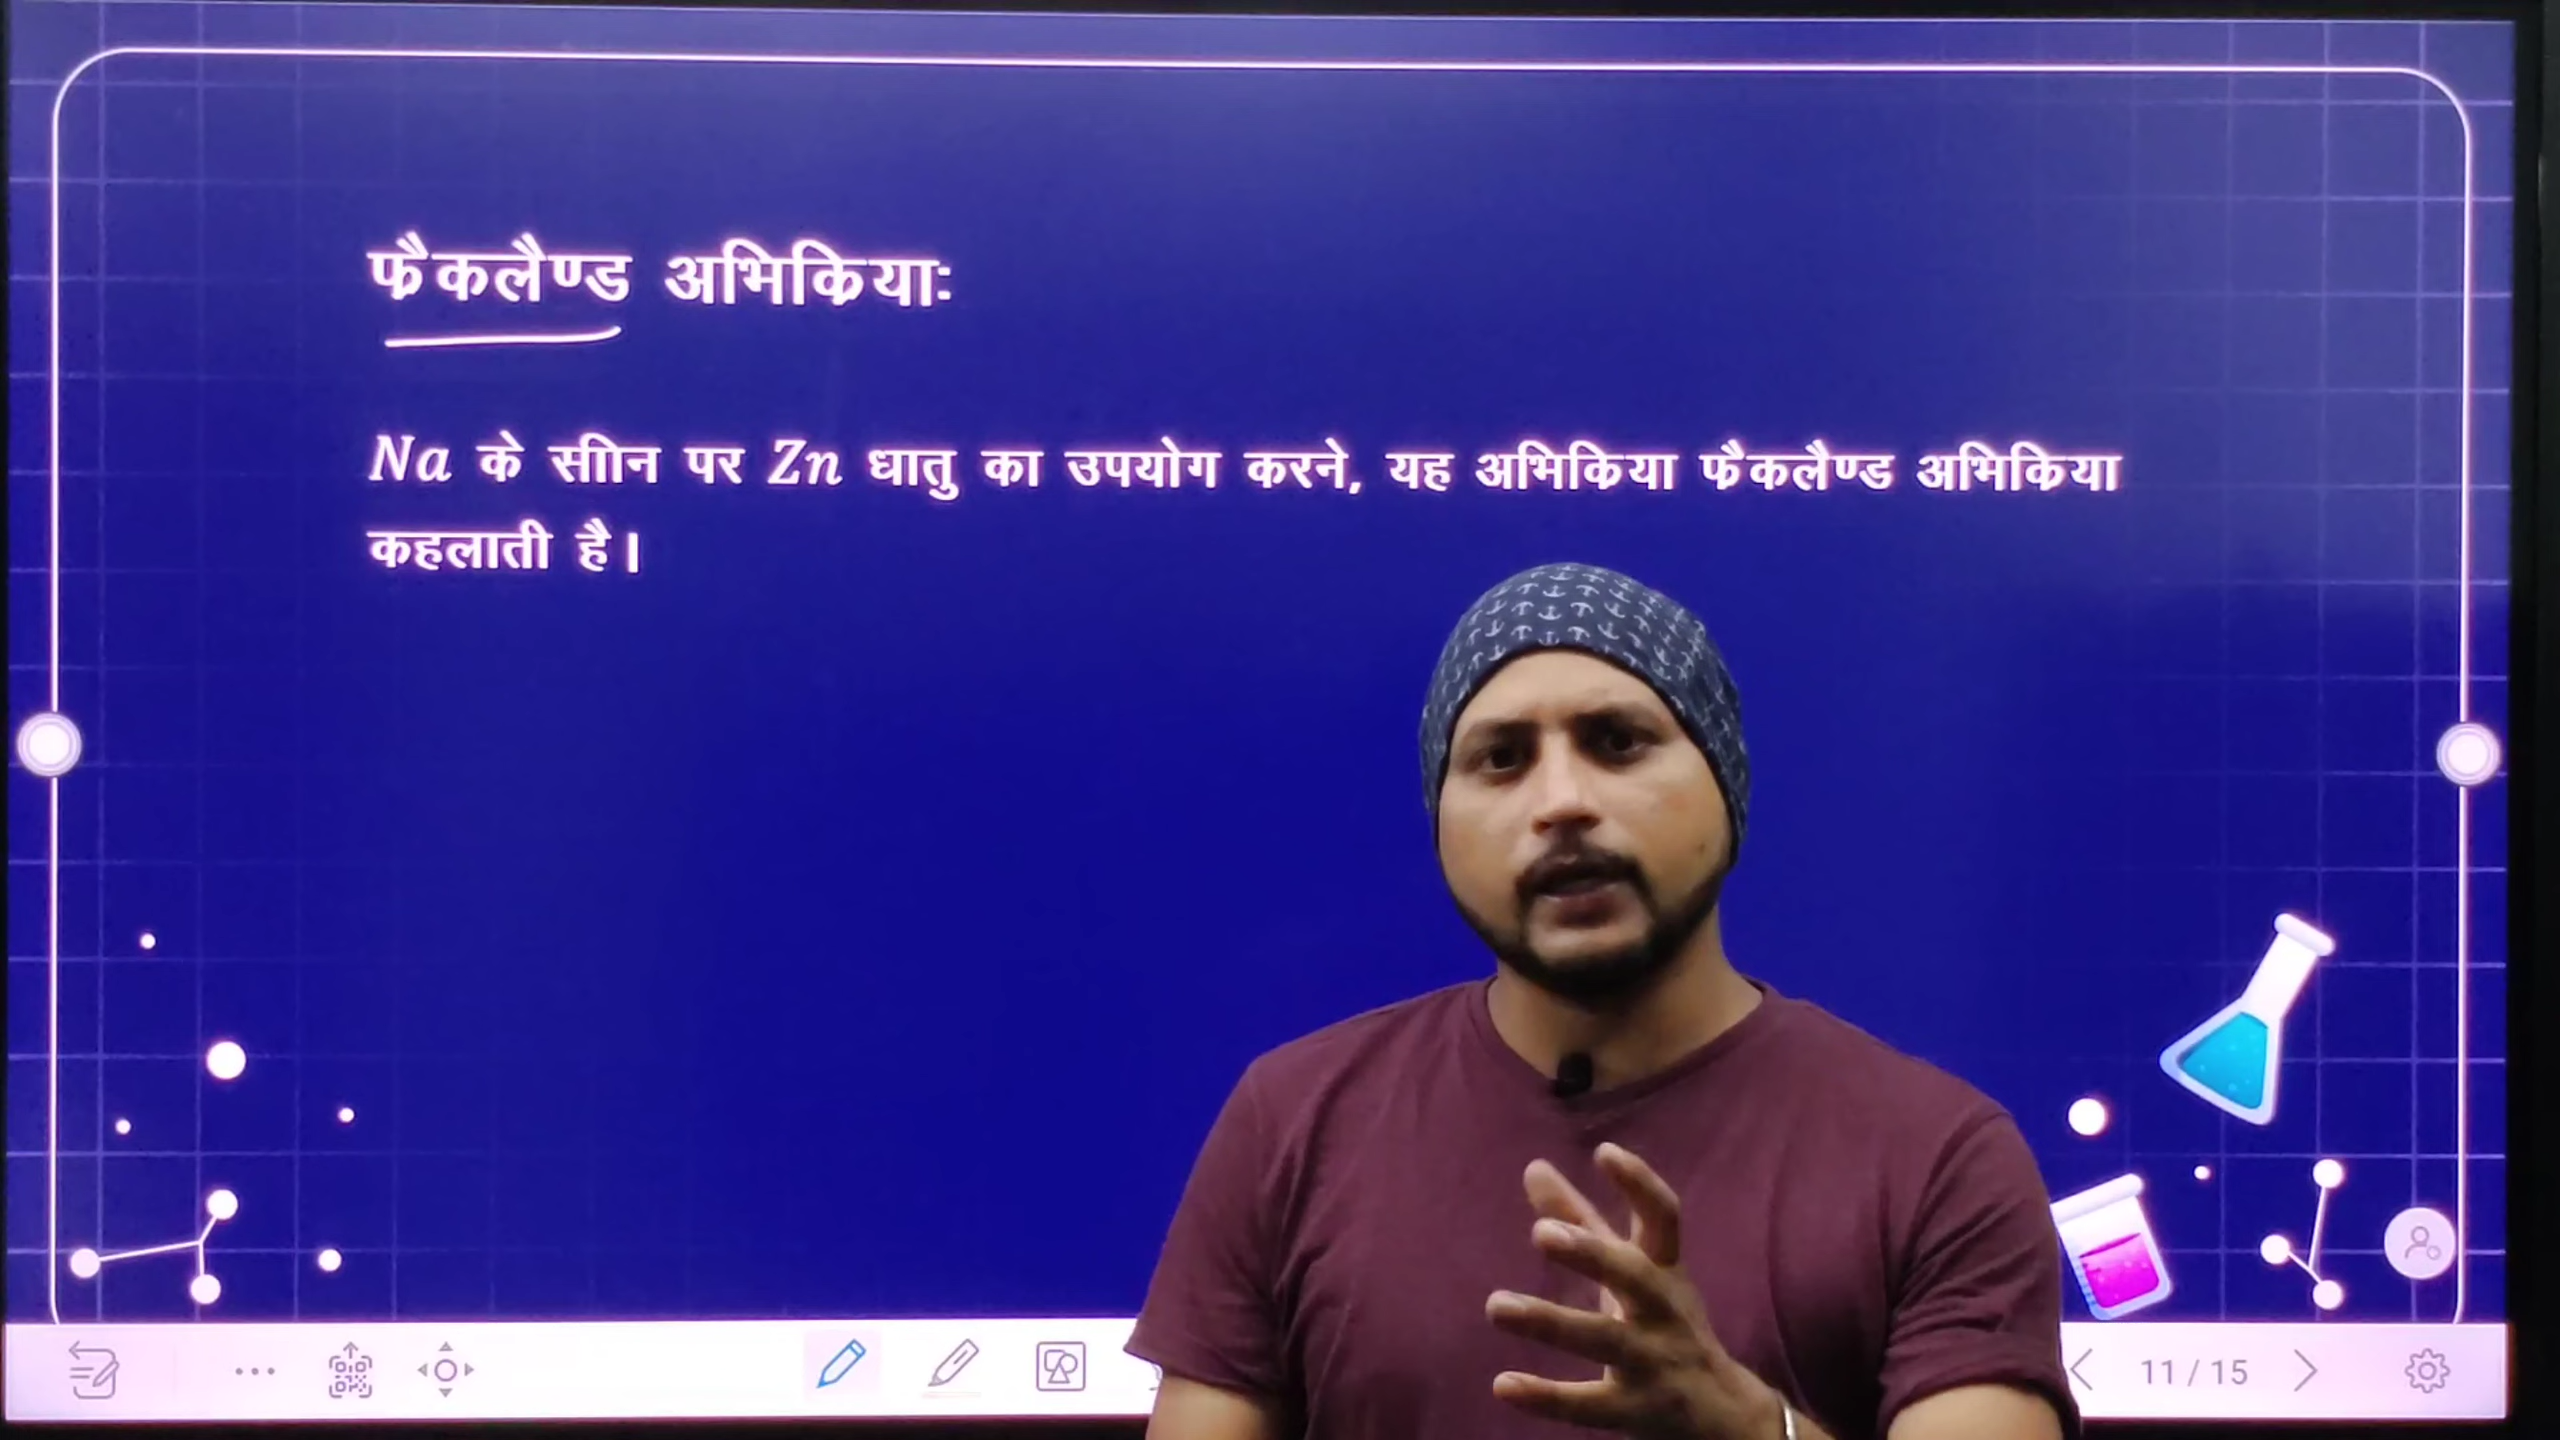 फैकलैण्ड अभिकियाः
Na के सीान पर Zn धातु का उपयोग करने, यह अभिकिया फैकलैण्ड अभिकिया
कहलाती है।
11 / 15